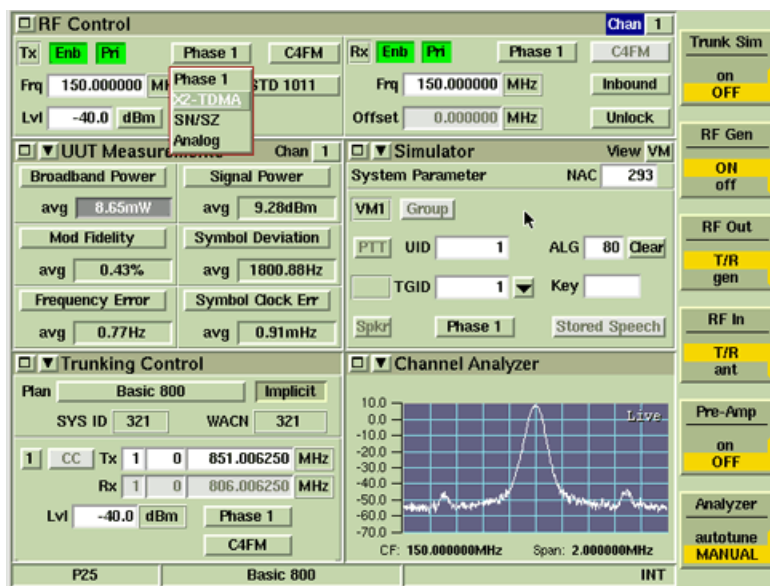 RF Control Chan 1
Tx Enb Pri Phase 1 C4FM
Rx Enb Pri Phase 1 C4FM
Frq 150.000000 STD 1011
Frq 150.000000 MHz Inbound
Lvl -40.0 dBm
Offset 0.000000 MHz Unlock
Phase 1
X2-TDMA
SN/SZ
Analog
UUT Chan 1
Broadband Power Signal Power
avg 8.65mW avg 9.28dBm
Mod Fidelity Symbol Deviation
avg 0.43% avg 1800.88Hz
Frequency Error Symbol Clock Err
avg 0.77Hz avg 0.91mHz
Simulator View VM
System Parameter NAC 293
VM1 Group
PTT UID 1 ALG 80 Clear
TGID 1 Key
Spkr Phase 1 Stored Speech
Trunking Control
Plan Basic 800 Implicit
SYS ID 321 WACN 321
1 CC Tx 1 0 851.006250 MHz
Rx 1 0 806.006250 MHz
Lvl -40.0 dBm Phase 1
C4FM
Channel Analyzer
Live
10.0
0.0
-10.0
-20.0
-30.0
-40.0
-50.0
-60.0
-70.0
CF: 150.000000MHz Span: 2.000000MHz
Trunk Sim
on
OFF
RF Gen
ON
off
RF Out
T/R
gen
RF In
T/R
ant
Pre-Amp
on
OFF
Analyzer
autotune
MANUAL
P25 Basic 800 INT